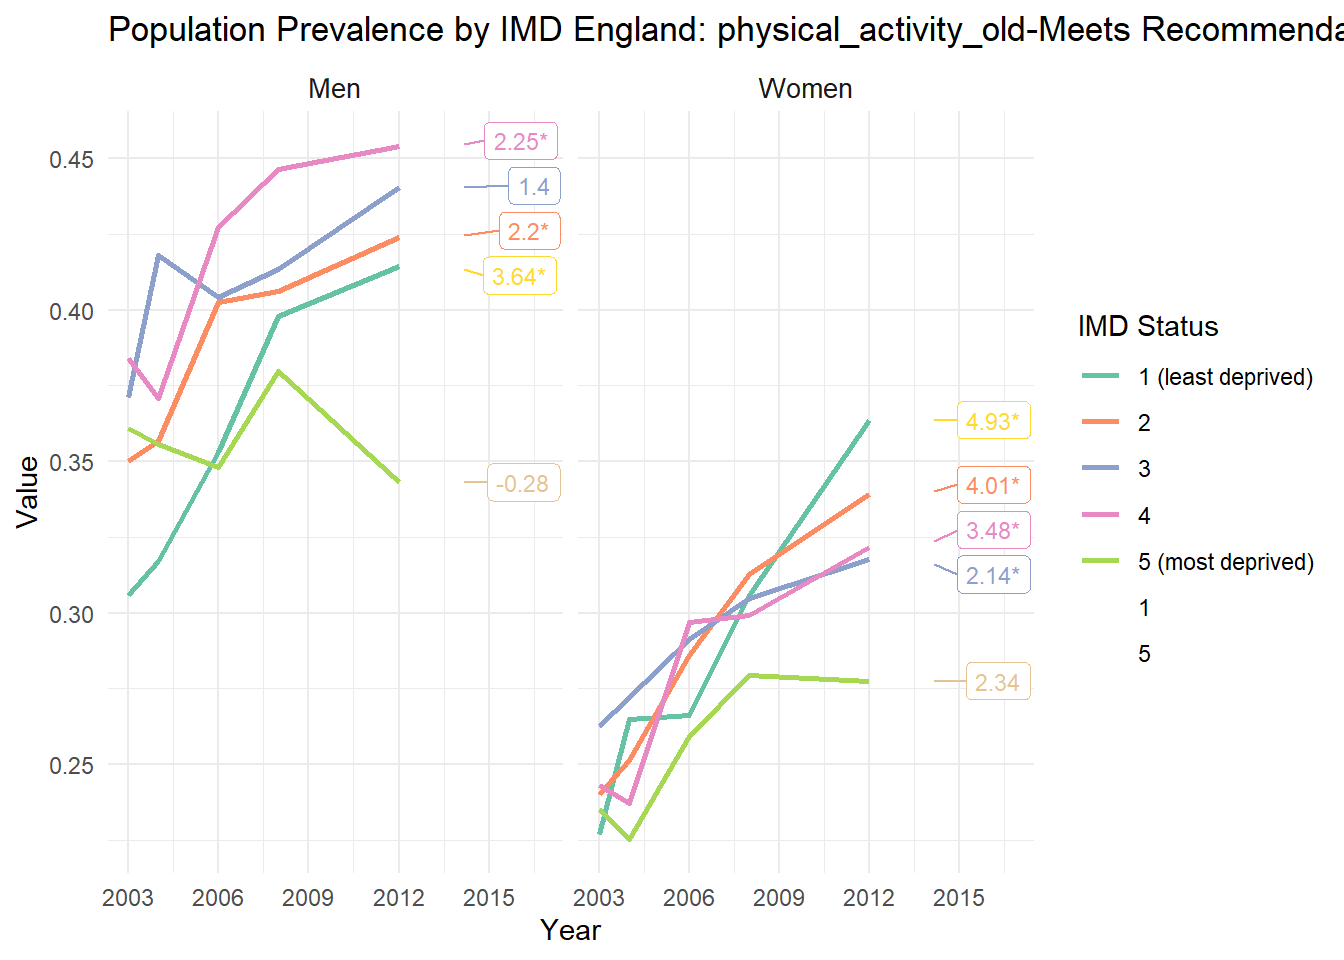 Population Prevalence by IMD England: physical_activity_old-Meets Recommenda
Men
Women
Value
0.45
0.40
0.35
0.30
0.25
2.25*
1.4
2.2*
3.64*
-0.28
4.93*
4.01*
3.48*
2.14*
2.34
2003 2006 2009 2012 2015
2003 2006 2009 2012 2015
Year
IMD Status
1 (least deprived)
2
3
4
5 (most deprived)
1
5